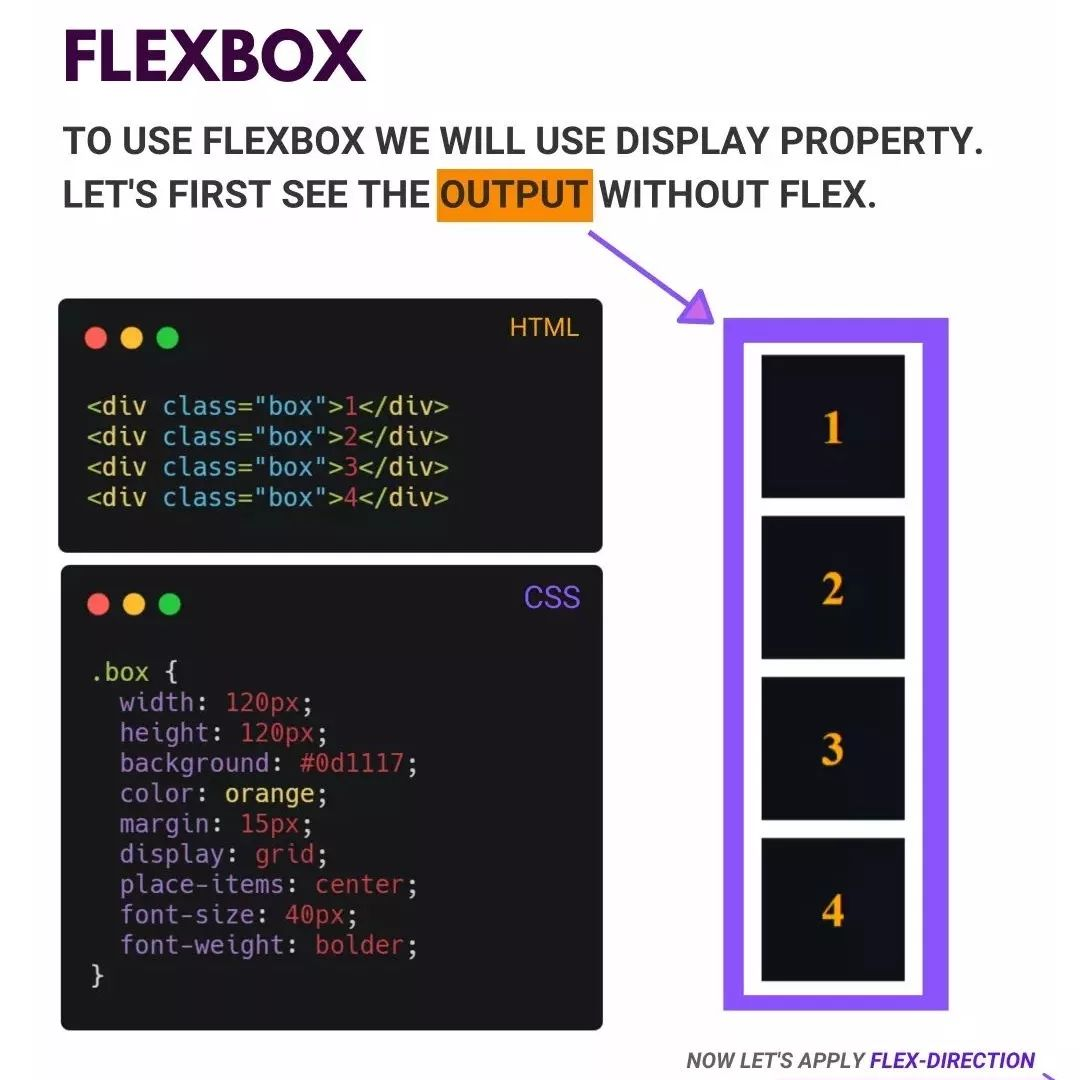 FLEXBOX
TO USE FLEXBOX WE WILL USE DISPLAY PROPERTY.
LET'S FIRST SEE THE OUTPUT WITHOUT FLEX.
HTML
<div class="box">1</div>
<div class="box">2</div>
<div class="box">3</div>
<div class="box">4</div>
CSS
.box {
  width: 120px;
  height: 120px;
  background: #0d1117;
  color: orange;
  margin: 15px;
  display: grid;
  place-items: center;
  font-size: 40px;
  font-weight: bolder;
}
1
2
3
4
NOW LET'S APPLY FLEX-DIRECTION